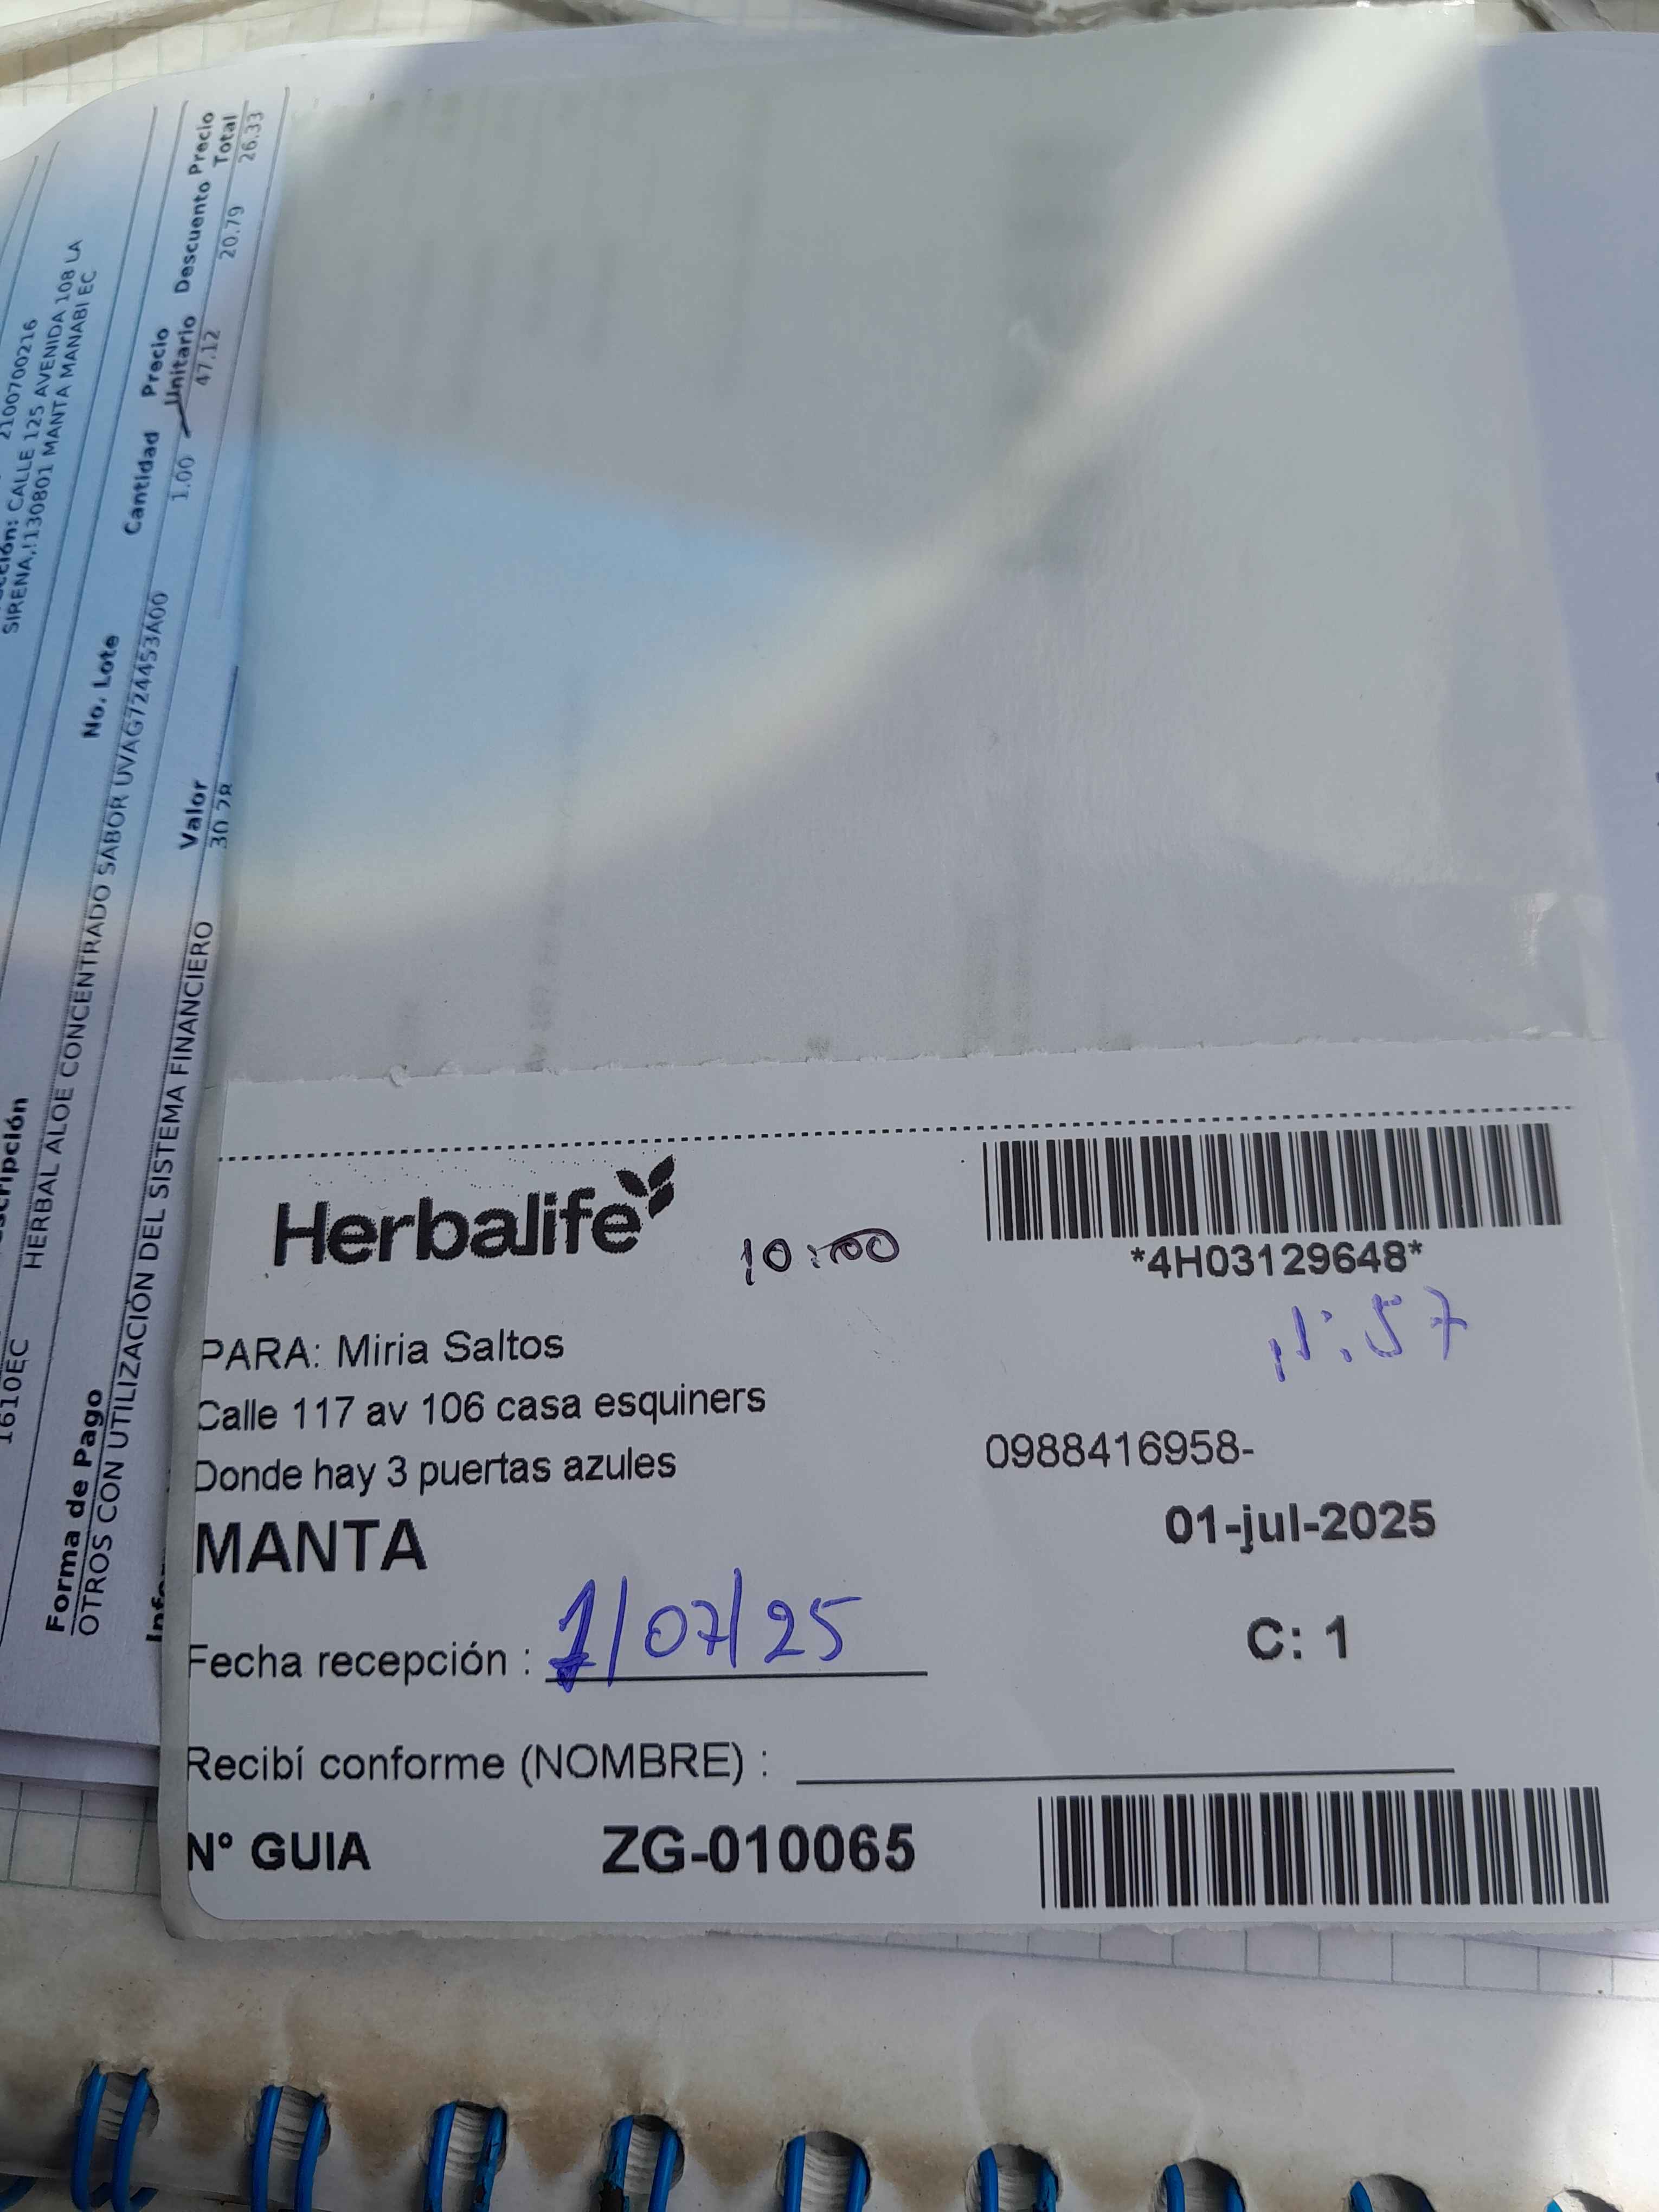 2100700216
cción: CALLE 125 AVENIDA 108 LA
SIRENA,!130801 MANTA MANABI EC
scripción No. Lote Cantidad Precio Unitario Descuento Precio Total
1610EC HERBAL ALOE CONCENTRADO SABOR UVAG724453A00 1.00 47.12 20.79 26.33
Forma de Pago Valor
OTROS CON UTILIZACIÓN DEL SISTEMA FINANCIERO 30.78
Herbalife
10:00
*4H03129648*
11:57
PARA: Miria Saltos
Calle 117 av 106 casa esquiners
0988416958-
Donde hay 3 puertas azules
01-jul-2025
MANTA
Fecha recepción : 1/07/25
C: 1
Recibí conforme (NOMBRE) :
N° GUIA ZG-010065